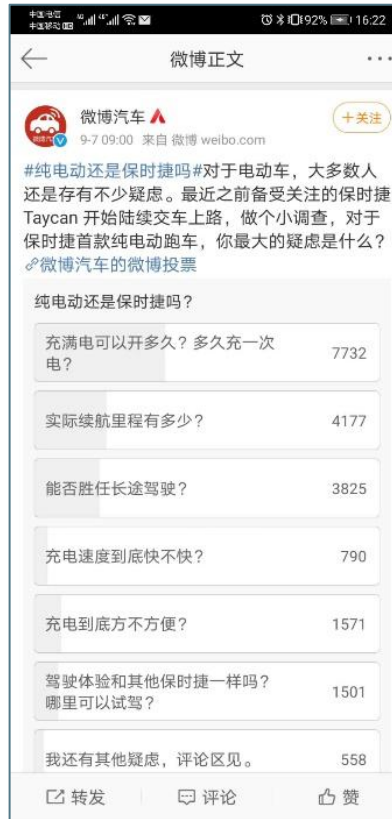 中国电信
中国移动 HD
92% 16:22
微博正文
微博汽车
+关注
9-7 09:00 来自 微博 weibo.com
#纯电动还是保时捷吗#对于电动车，大多数人
还是存有不少疑虑。最近之前备受关注的保时捷
Taycan 开始陆续交车上路，做个小调查，对于
保时捷首款纯电动跑车，你最大的疑虑是什么？
微博汽车的微博投票
纯电动还是保时捷吗？
充满电可以开多久？多久充一次
电？
7732
实际续航里程有多少？
4177
能否胜任长途驾驶？
3825
充电速度到底快不快？
790
充电到底方不方便？
1571
驾驶体验和其他保时捷一样吗？
哪里可以试驾？
1501
我还有其他疑虑，评论区见。
558
转发
评论
赞